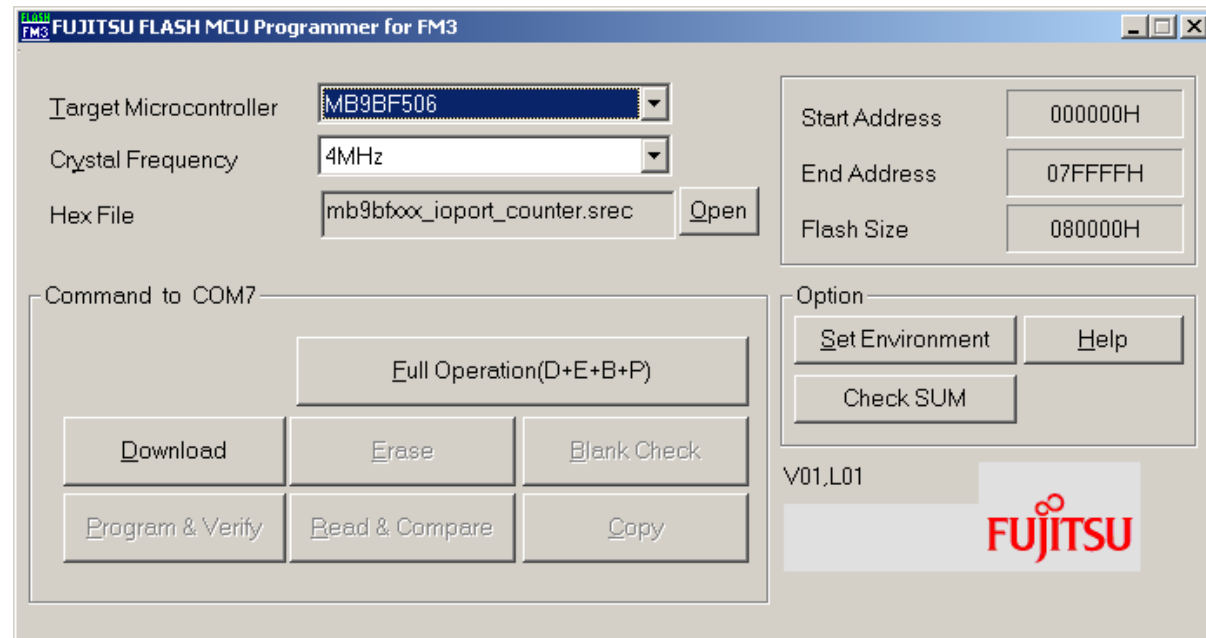 FLASH
FM3
FUJITSU FLASH MCU Programmer for FM3
Target Microcontroller
MB9BF506
Crystal Frequency
4MHz
Hex File
mb9bfxxx_ioport_counter.srec
Open
Start Address
000000H
End Address
07FFFFH
Flash Size
080000H
Command to COM7
Full Operation(D+E+B+P)
Download
Erase
Blank Check
Program & Verify
Read & Compare
Copy
Option
Set Environment
Help
Check SUM
V01,L01
FUJITSU